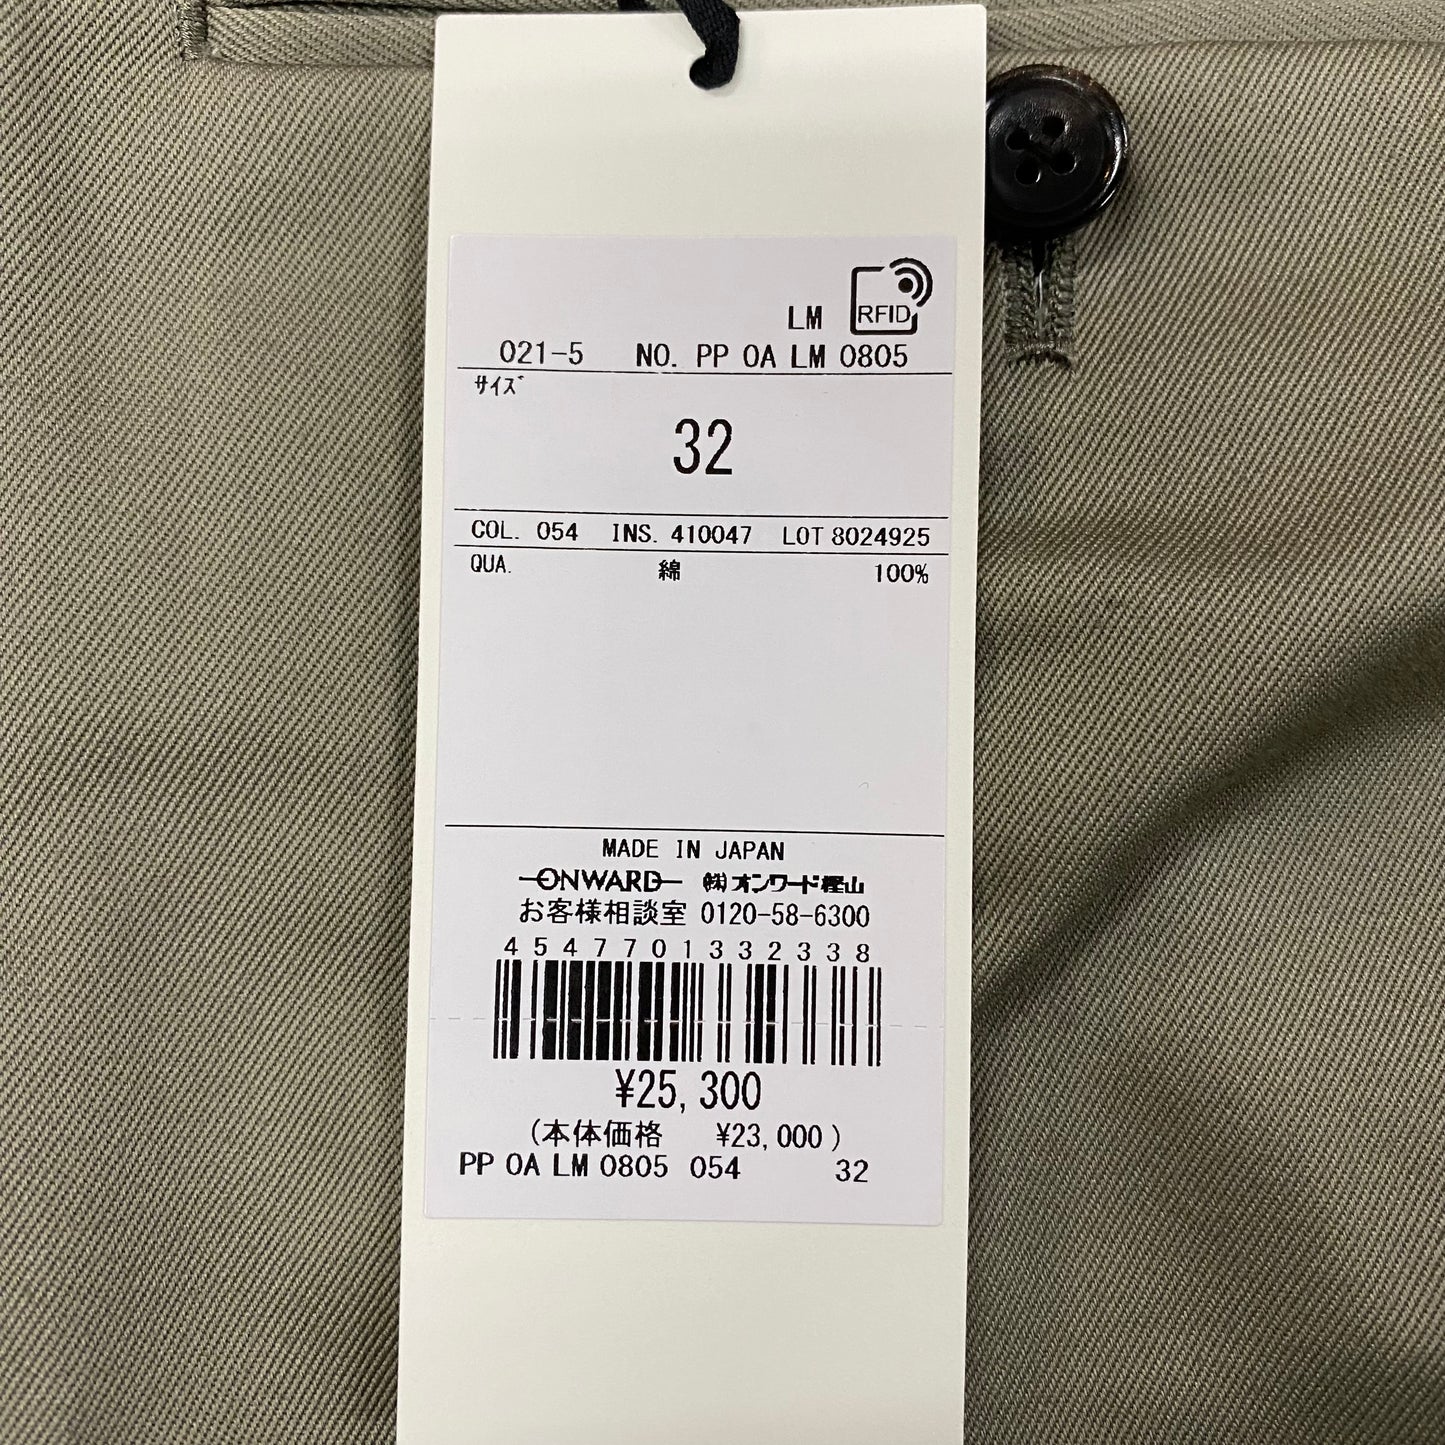 LM RFID
021-5 NO. PP OA LM 0805
サイズ
32
COL. 054 INS. 410047 LOT 8024925
QUA. 綿 100%
MADE IN JAPAN
ONWARD ㈱オンワード樫山
お客様相談室 0120-58-6300
4547701332338
¥25,300
(本体価格 ¥23,000)
PP OA LM 0805 054 32